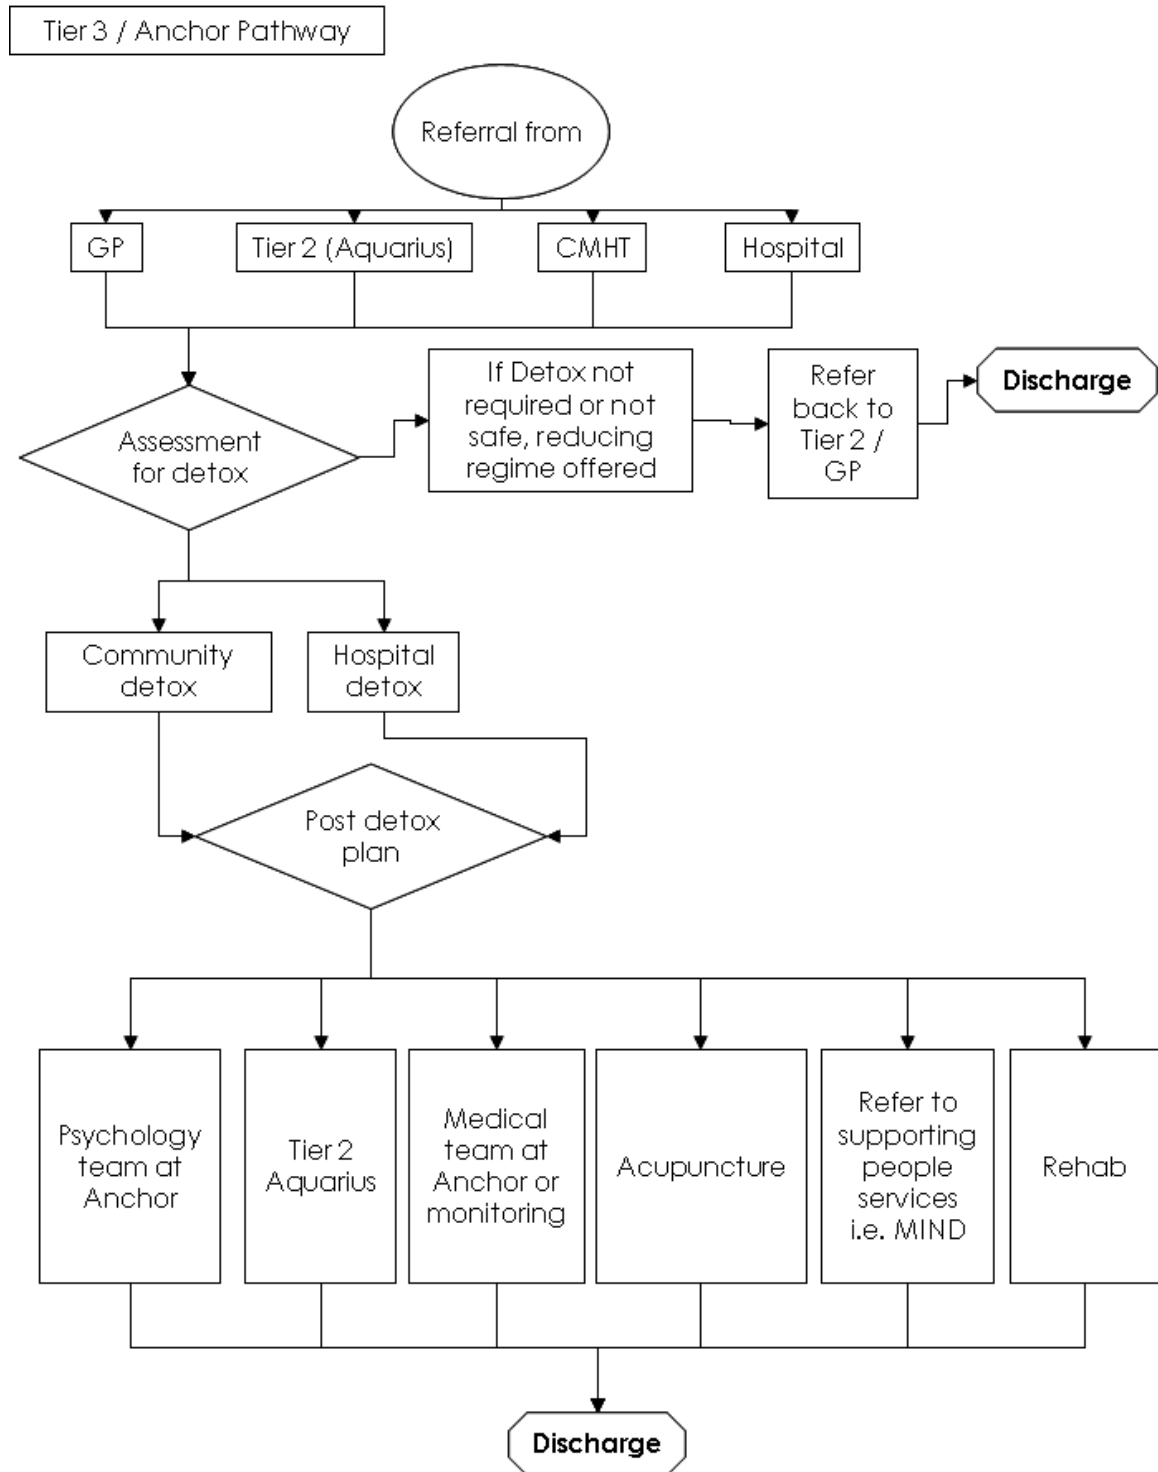 Tier 3 / Anchor Pathway
Referral from
GP
Tier 2 (Aquarius)
CMHT
Hospital
If Detox not
required or not
safe, reducing
regime offered
Refer
back to
Tier 2 /
GP
Discharge
Assessment
for detox
Community
detox
Hospital
detox
Post detox
plan
Psychology
team at
Anchor
Tier 2
Aquarius
Medical
team at
Anchor or
monitoring
Acupuncture
Refer to
supporting
people
services
i.e. MIND
Rehab
Discharge